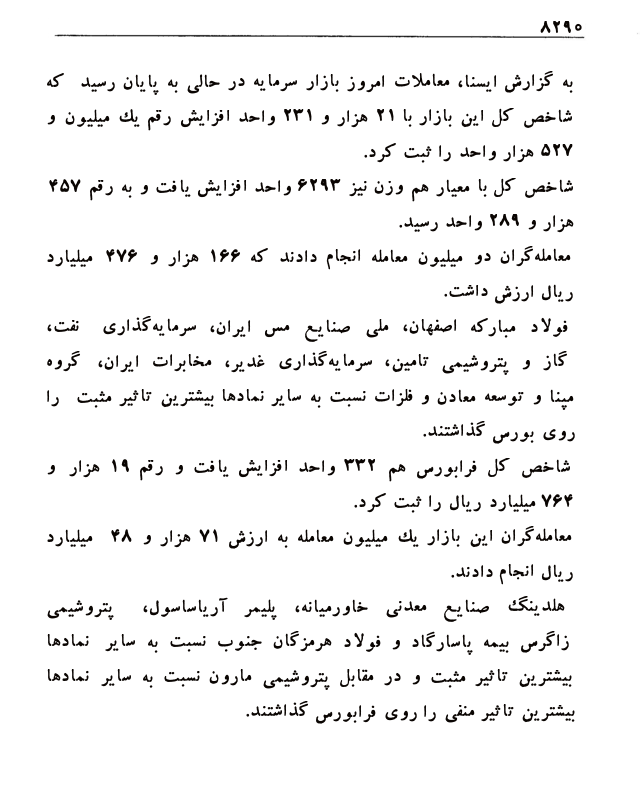 ۸۲۹۰
به گزارش ایسنا، معاملات امروز بازار سرمایه در حالی به پایان رسید که
شاخص کل این بازار با ۲۱ هزار و ۲۳۱ واحد افزایش رقم یك میلیون و
۵۲۷ هزار واحد را ثبت کرد.
شاخص کل با معیار هم وزن نیز ۶۲۹۳ واحد افزایش یافت و به رقم ۴۵۷
هزار و ۲۸۹ واحد رسید.
معامله‌گران دو میلیون معامله انجام دادند که ۱۶۶ هزار و ۴۷۶ میلیارد
ریال ارزش داشت.
فولاد مبارکه اصفهان، ملی صنایع مس ایران، سرمایه‌گذاری نفت،
گاز و پتروشیمی تامین، سرمایه‌گذاری غدیر، مخابرات ایران، گروه
مپنا و توسعه معادن و فلزات نسبت به سایر نمادها بیشترین تاثیر مثبت را
روی بورس گذاشتند.
شاخص کل فرابورس هم ۳۳۲ واحد افزایش یافت و رقم ۱۹ هزار و
۷۶۴ میلیارد ریال را ثبت کرد.
معامله‌گران این بازار یك میلیون معامله به ارزش ۷۱ هزار و ۴۸ میلیارد
ریال انجام دادند.
هلدینگ صنایع معدنی خاورمیانه، پلیمر آریاساسول، پتروشیمی
زاگرس بیمه پاسارگاد و فولاد هرمزگان جنوب نسبت به سایر نمادها
بیشترین تاثیر مثبت و در مقابل پتروشیمی مارون نسبت به سایر نمادها
بیشترین تاثیر منفی را روی فرابورس گذاشتند.